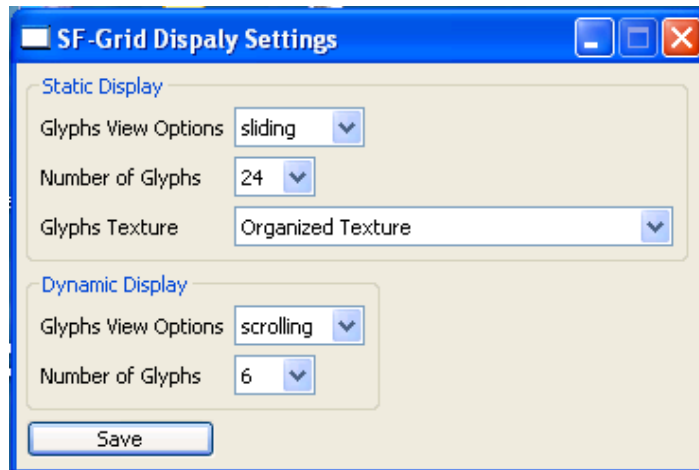 SF-Grid Dispaly Settings
Static Display
Glyphs View Options sliding
Number of Glyphs 24
Glyphs Texture Organized Texture
Dynamic Display
Glyphs View Options scrolling
Number of Glyphs 6
Save